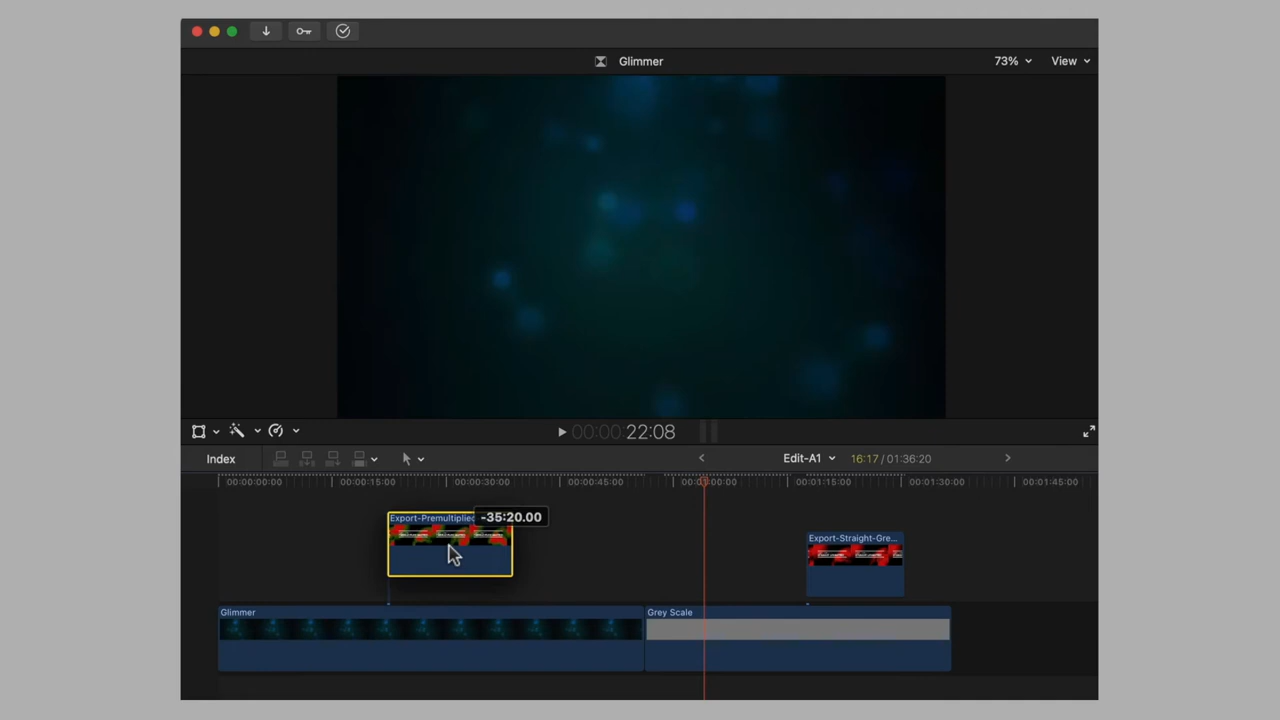 Glimmer
73%
View
00:00:00:22:08
Index
Edit-A1
16:17 / 01:36:20
00:00:00:00
00:00:15:00
00:00:30:00
00:00:45:00
00:01:00:00
00:01:15:00
00:01:30:00
00:01:45:00
Export-Premultiplied
-35:20.00
Export-Straight-Gre...
Glimmer
Grey Scale